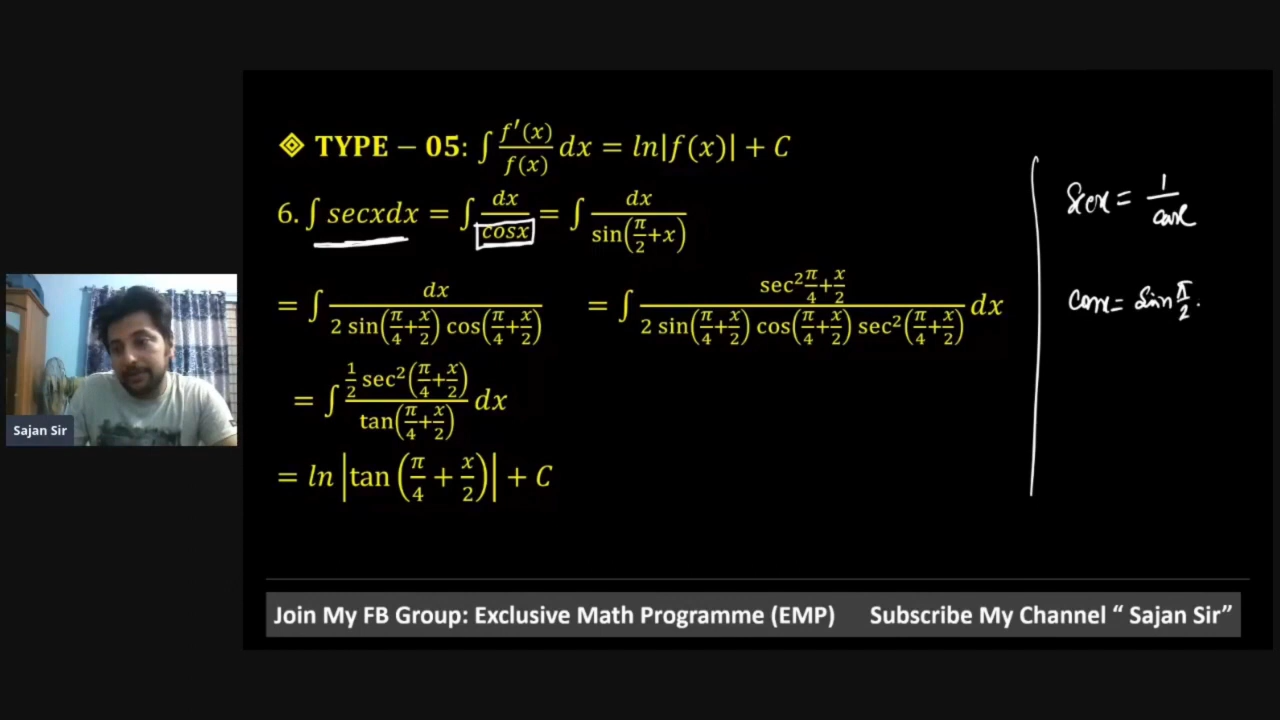 TYPE – 05: ∫ f′(x)/f(x) dx = ln|f(x)| + C
6. ∫ secxdx = ∫ dx/cosx = ∫ dx/sin(π/2+x)
= ∫ dx/2 sin(π/4+x/2) cos(π/4+x/2) = ∫ sec²π/4+x/2 / 2 sin(π/4+x/2) cos(π/4+x/2) sec²(π/4+x/2) dx
= ∫ 1/2 sec²(π/4+x/2) / tan(π/4+x/2) dx
= ln |tan (π/4 + x/2)| + C
secx = 1/cosx
cosx = sin π/2
Sajan Sir
Join My FB Group: Exclusive Math Programme (EMP) Subscribe My Channel “ Sajan Sir”